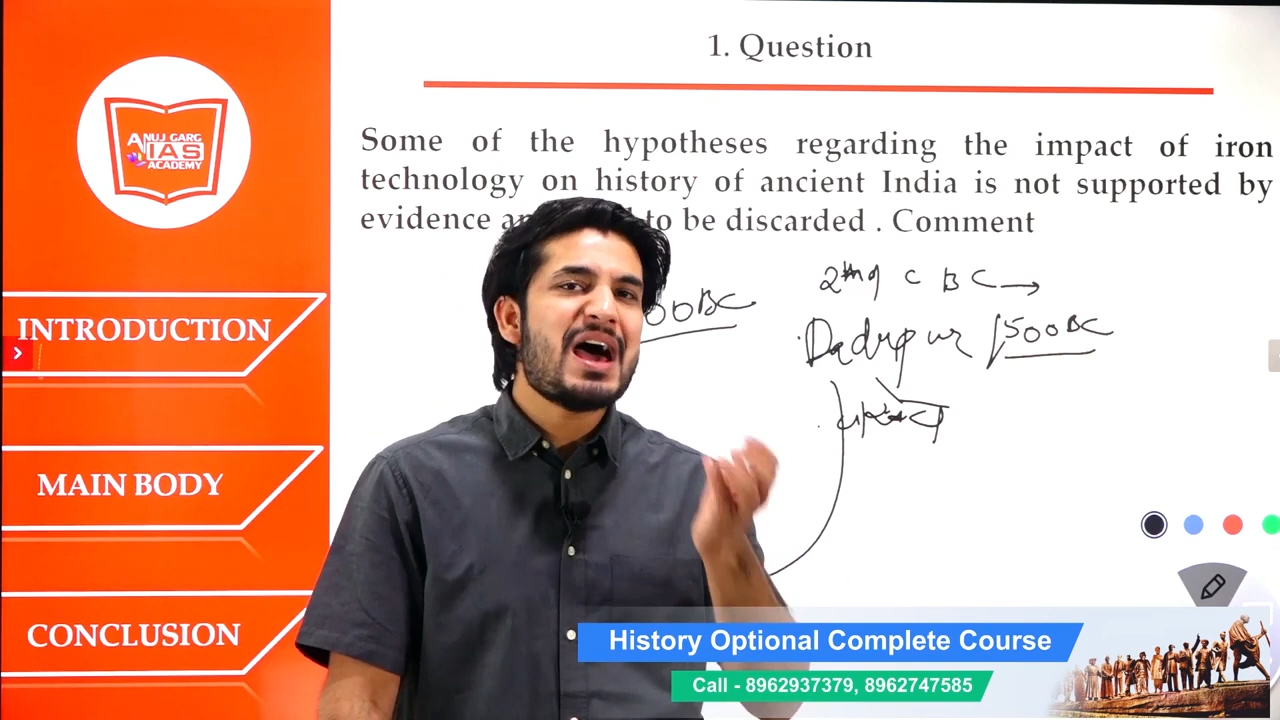 1. Question
ANUJ GARG
IAS
ACADEMY
Some of the hypotheses regarding the impact of iron
technology on history of ancient India is not supported by
evidence to be discarded . Comment
2nd C BC
00BC
Dadupur 1500BC
INTRODUCTION
MAIN BODY
CONCLUSION
History Optional Complete Course
Call - 8962937379, 8962747585